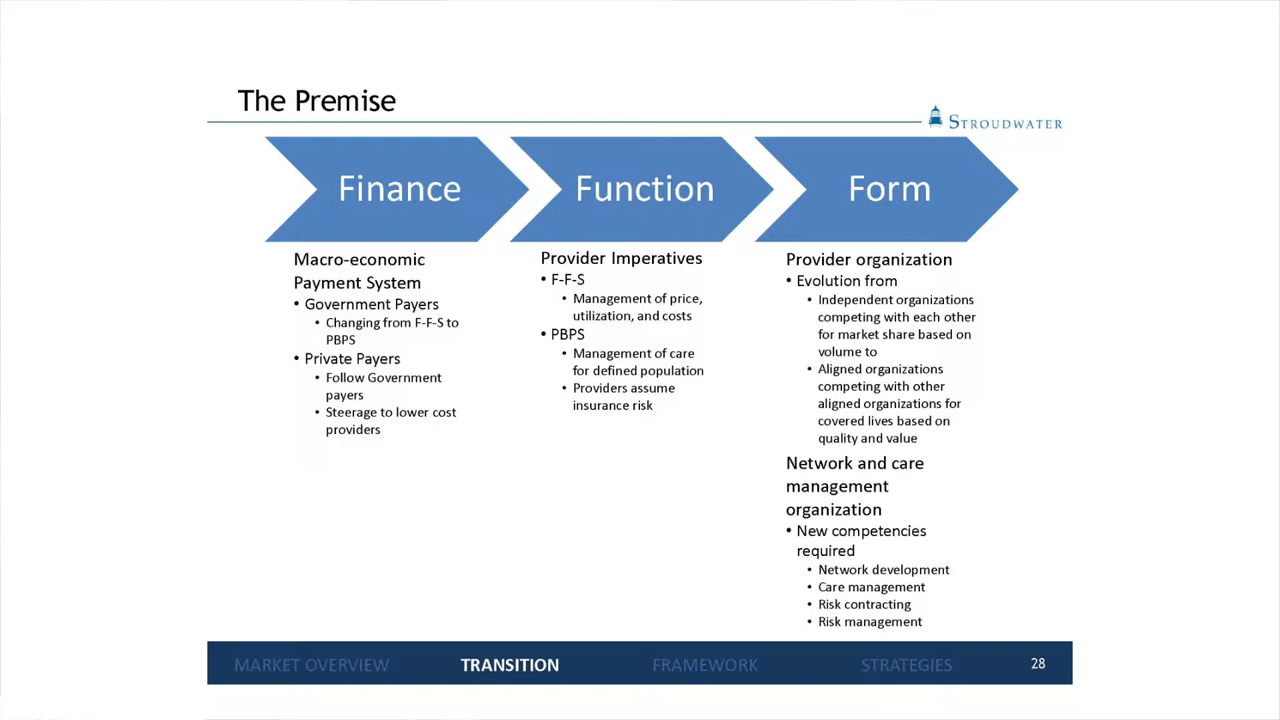 The Premise
STROUDWATER
Finance
Function
Form
Macro-economic
Payment System
• Government Payers
• Changing from F-F-S to
PBPS
• Private Payers
• Follow Government
payers
• Steerage to lower cost
providers
Provider Imperatives
• F-F-S
• Management of price,
utilization, and costs
• PBPS
• Management of care
for defined population
• Providers assume
insurance risk
Provider organization
• Evolution from
• Independent organizations
competing with each other
for market share based on
volume to
• Aligned organizations
competing with other
aligned organizations for
covered lives based on
quality and value
Network and care
management
organization
• New competencies
required
• Network development
• Care management
• Risk contracting
• Risk management
MARKET OVERVIEW
TRANSITION
FRAMEWORK
STRATEGIES
28